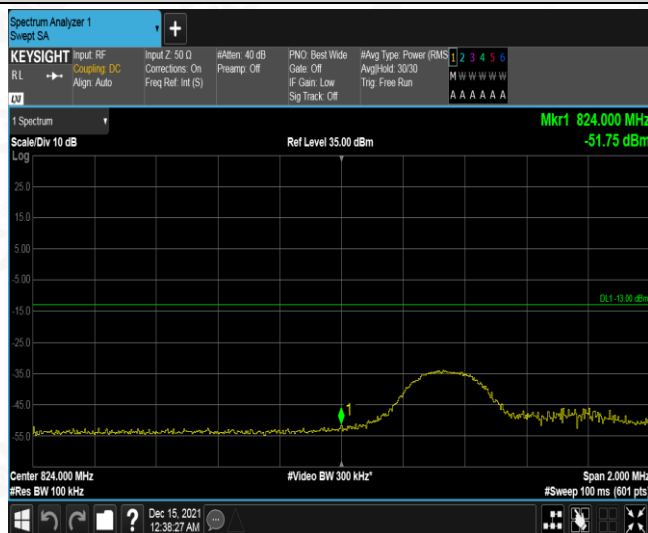 Spectrum Analyzer 1
Swept SA
KEYSIGHT
RL
LXI
Input: RF
Coupling: DC
Align: Auto
Input Z: 50 Ω
Corrections: On
Freq Ref: Int (S)
#Atten: 40 dB
Preamp: Off
PNO: Best Wide
Gate: Off
IF Gain: Low
Sig Track: Off
#Avg Type: Power (RMS
Avg|Hold: 30/30
Trig: Free Run
1 2 3 4 5 6
M W W W W W
A A A A A A
1 Spectrum
Scale/Div 10 dB
Ref Level 35.00 dBm
Mkr1 824.000 MHz
-51.75 dBm
Log
25.0
15.0
5.00
-5.00
-15.0
-25.0
-35.0
-45.0
-55.0
DL1 -13.00 dBm
1
Center 824.000 MHz
#Res BW 100 kHz
#Video BW 300 kHz*
Span 2.000 MHz
#Sweep 100 ms (601 pts)
?
Dec 15, 2021
12:38:27 AM